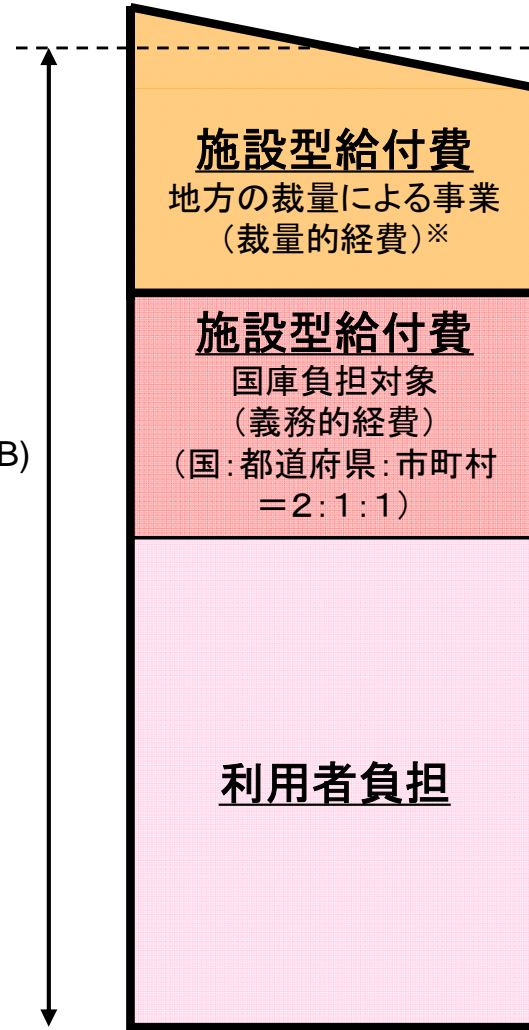 施設型給付費
地方の裁量による事業
（裁量的経費）※
施設型給付費
国庫負担対象
（義務的経費）
（国：都道府県：市町村
＝２：１：１）
B)
利用者負担